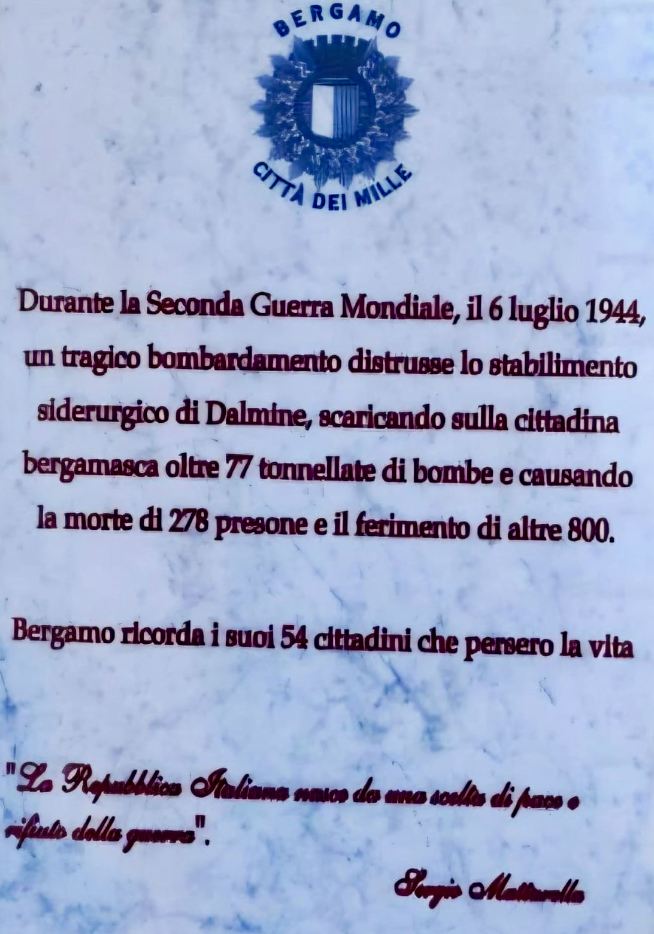 BERGAMO
CITTÀ DEI MILLE
Durante la Seconda Guerra Mondiale, il 6 luglio 1944,
un tragico bombardamento distrusse lo stabilimento
siderurgico di Dalmine, scaricando sulla cittadina
bergamasca oltre 77 tonnellate di bombe e causando
la morte di 278 presone e il ferimento di altre 800.
Bergamo ricorda i suoi 54 cittadini che persero la vita
"La Repubblica Italiana nasce da una scelta di pace e
rifiuto della guerra".
Sergio Mattarella